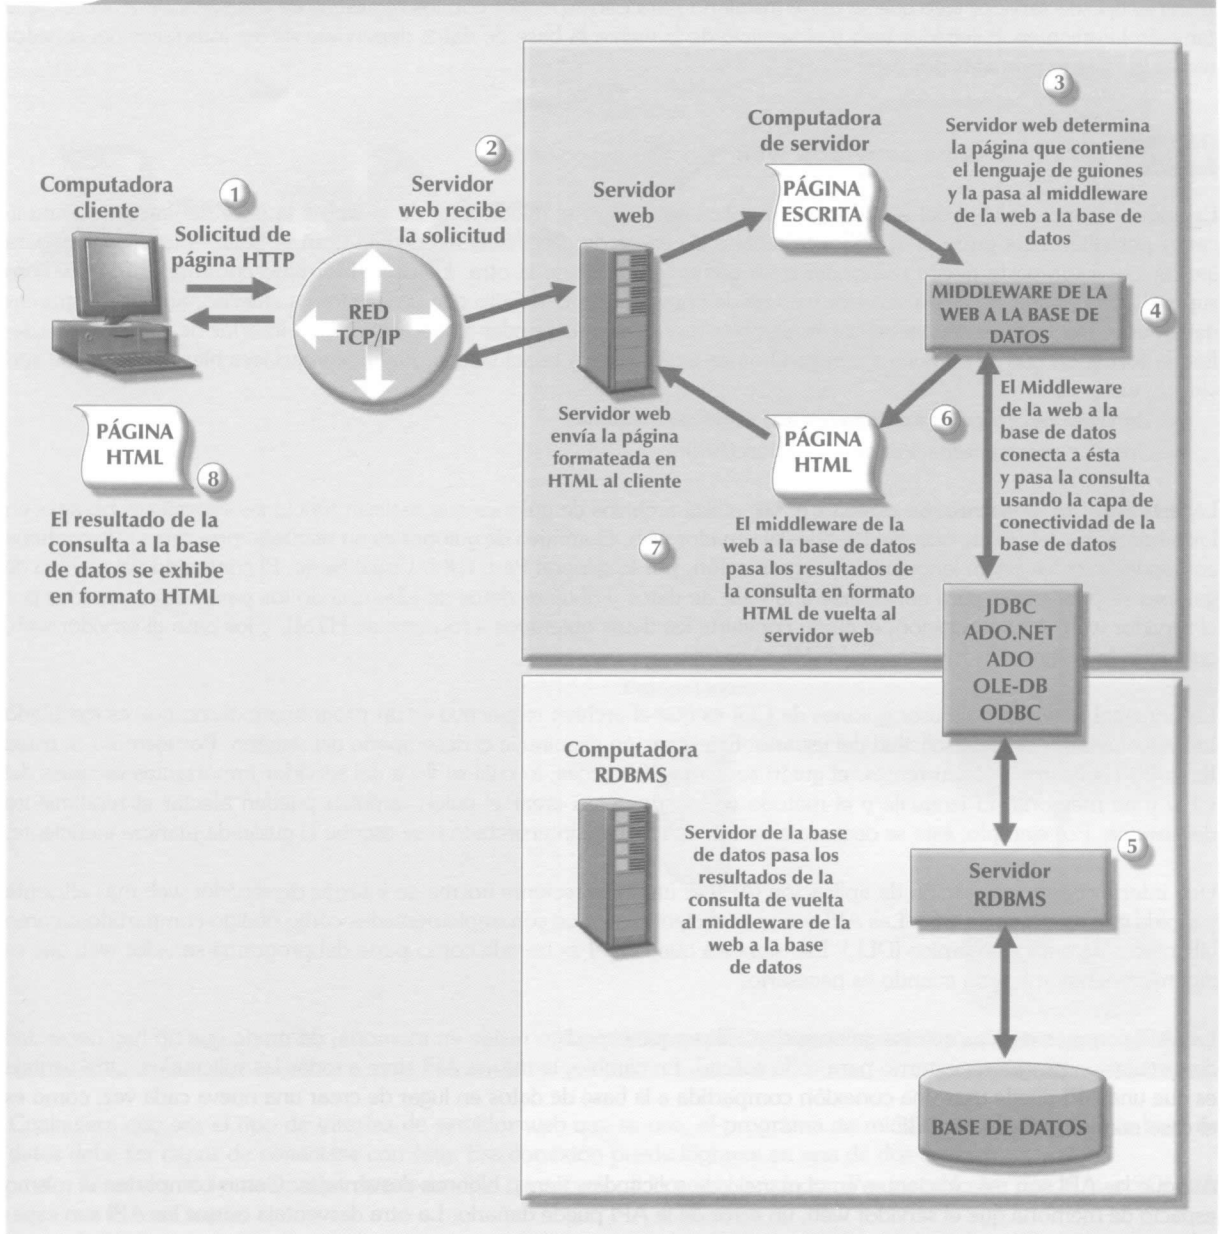 Computadora
cliente
1
Solicitud de
página HTTP
2
Servidor
web recibe
la solicitud
RED
TCP/IP
Servidor
web
Computadora
de servidor
PÁGINA
ESCRITA
3
Servidor web determina
la página que contiene
el lenguaje de guiones
y la pasa al middleware
de la web a la base de
datos
MIDDLEWARE DE LA
WEB A LA BASE DE
DATOS
4
El Middleware
de la web a la
base de datos
conecta a ésta
y pasa la consulta
usando la capa de
conectividad de la
base de datos
6
PÁGINA
HTML
El middleware de la
web a la base de datos
pasa los resultados de
la consulta en formato
HTML de vuelta al
servidor web
7
Servidor web
envía la página
formateada en
HTML al cliente
PÁGINA
HTML
8
El resultado de la
consulta a la base
de datos se exhibe
en formato HTML
JDBC
ADO.NET
ADO
OLE-DB
ODBC
Computadora
RDBMS
Servidor de la base
de datos pasa los
resultados de la
consulta de vuelta
al middleware de la
web a la base
de datos
5
Servidor
RDBMS
BASE DE DATOS